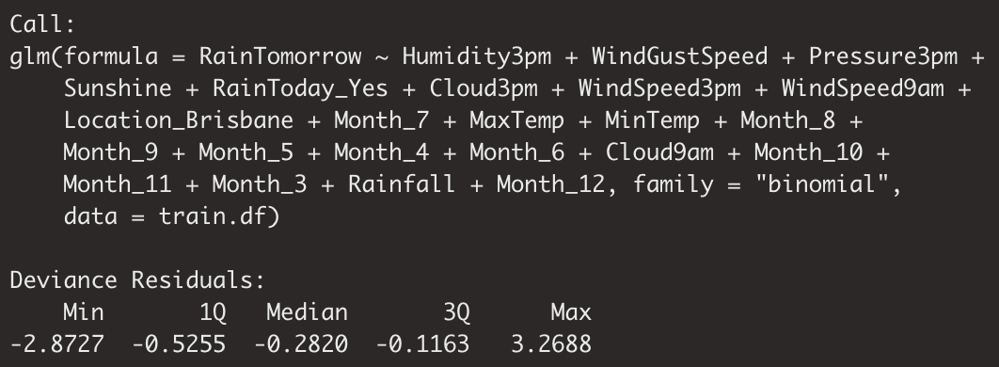 Call:
glm(formula = RainTomorrow ~ Humidity3pm + WindGustSpeed + Pressure3pm +
    Sunshine + RainToday_Yes + Cloud3pm + WindSpeed3pm + WindSpeed9am +
    Location_Brisbane + Month_7 + MaxTemp + MinTemp + Month_8 +
    Month_9 + Month_5 + Month_4 + Month_6 + Cloud9am + Month_10 +
    Month_11 + Month_3 + Rainfall + Month_12, family = "binomial",
    data = train.df)

Deviance Residuals:
    Min       1Q   Median       3Q      Max
-2.8727  -0.5255  -0.2820  -0.1163   3.2688